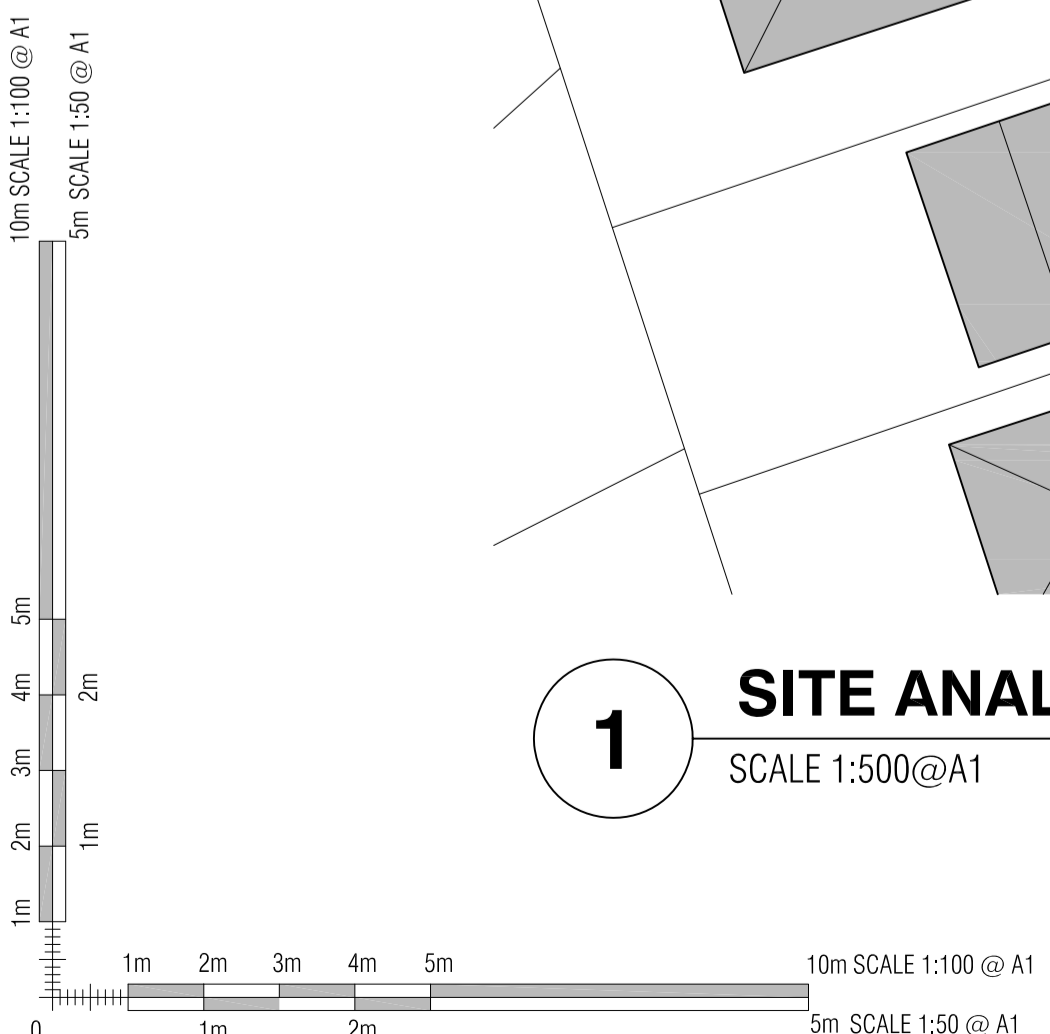 10m SCALE 1:100 @ A1
5m SCALE 1:50 @ A1
5m
4m
3m
2m
1m
2m
1m
1
SITE ANAL
SCALE 1:500@A1
1m 2m 3m 4m 5m
10m SCALE 1:100 @ A1
0 1m 2m
5m SCALE 1:50 @ A1